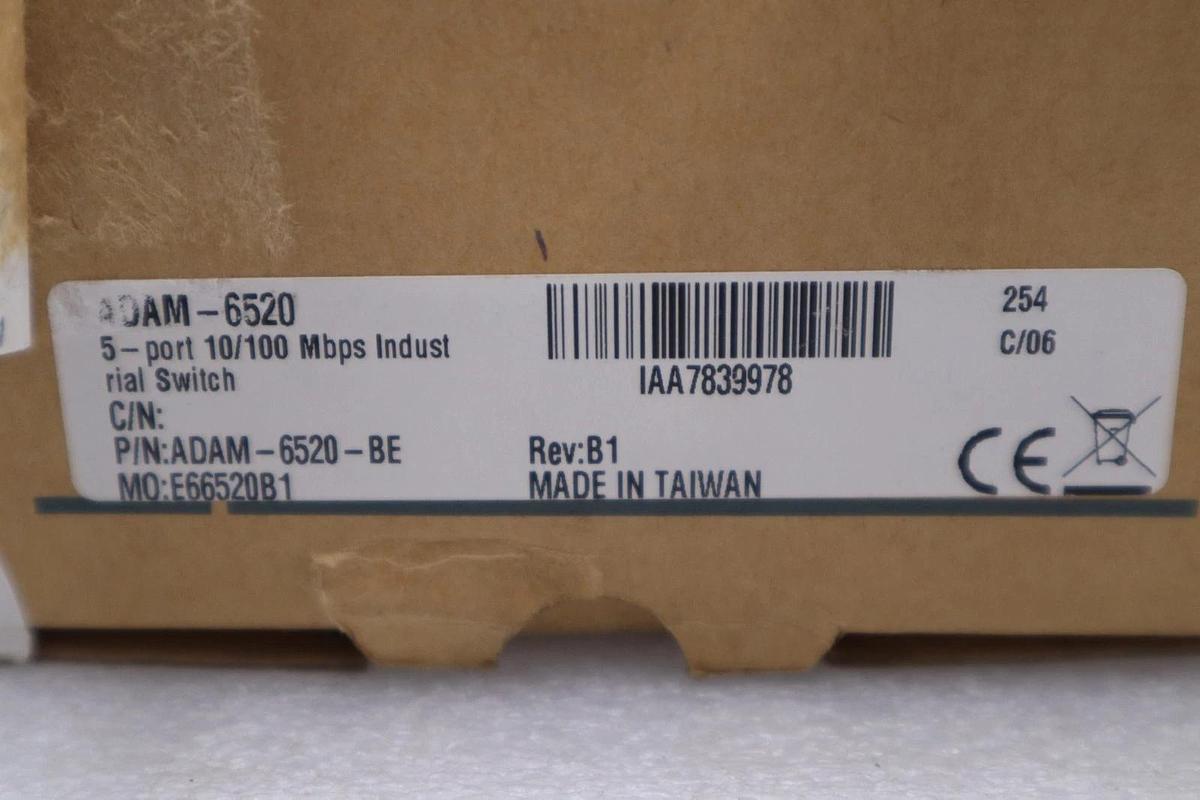 ADAM-6520
5-port 10/100 Mbps Indust
rial Switch
C/N:
P/N:ADAM-6520-BE
MO:E66520B1
IAA7839978
Rev:B1
MADE IN TAIWAN
254
C/06
CE